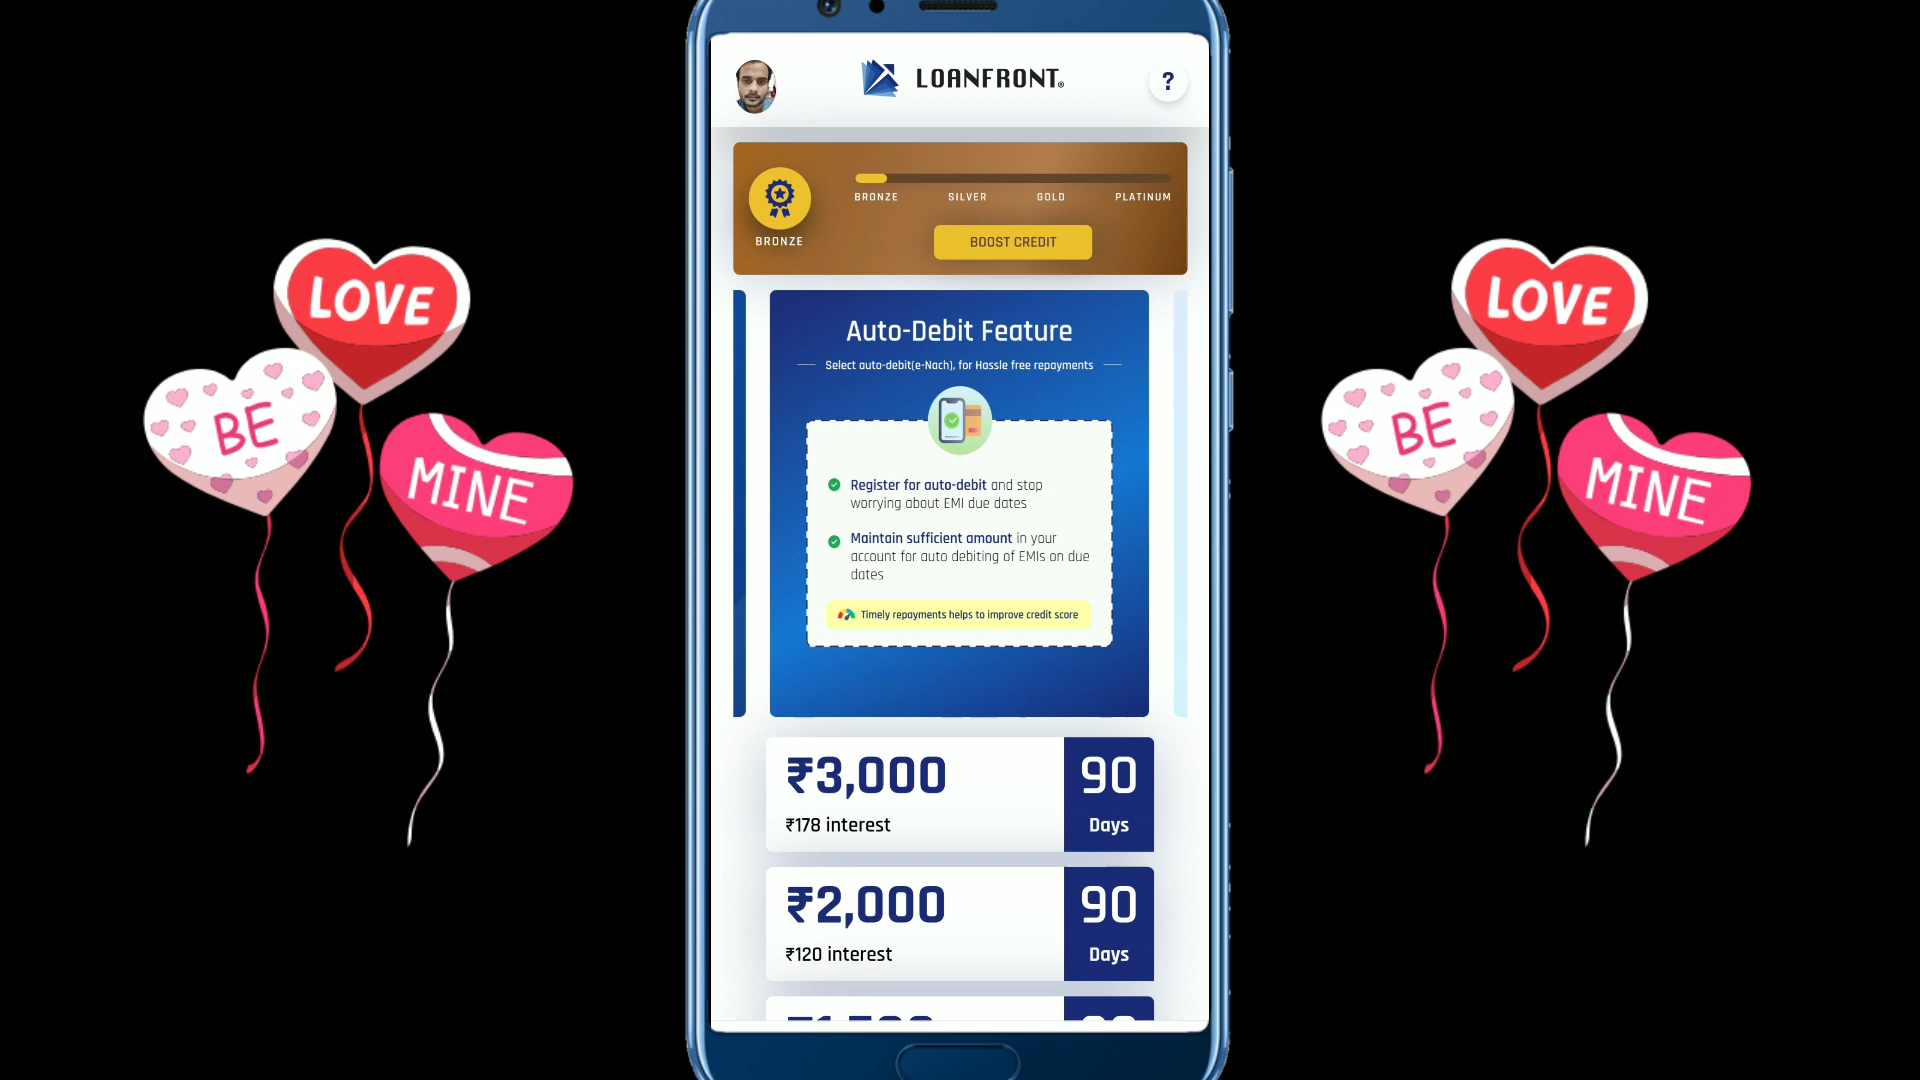 LOVE
BE
MINE
LOANFRONT®
?
BRONZE
SILVER
GOLD
PLATINUM
BRONZE
BOOST CREDIT
Auto-Debit Feature
Select auto-debit(e-Nach), for Hassle free repayments
Register for auto-debit and stop
worrying about EMI due dates
Maintain sufficient amount in your
account for auto debiting of EMIs on due
dates
Timely repayments helps to improve credit score
₹3,000
90
₹178 interest
Days
₹2,000
90
₹120 interest
Days
LOVE
BE
MINE